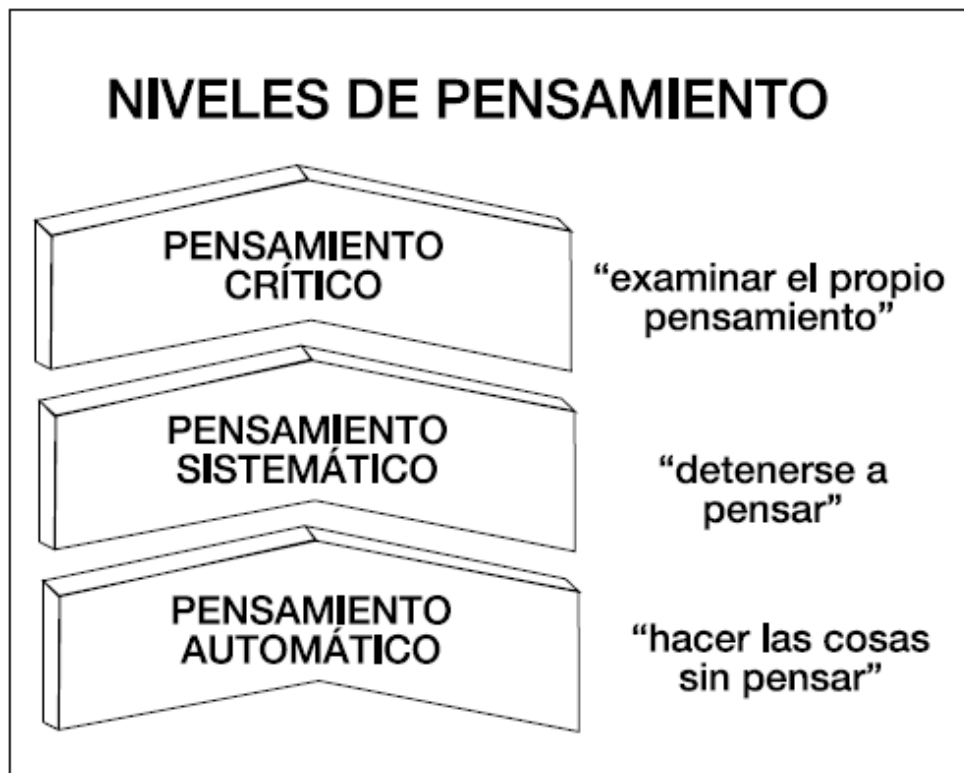 NIVELES DE PENSAMIENTO
PENSAMIENTO
CRÍTICO
“examinar el propio
pensamiento”
PENSAMIENTO
SISTEMÁTICO
“detenerse a
pensar”
PENSAMIENTO
AUTOMÁTICO
“hacer las cosas
sin pensar”